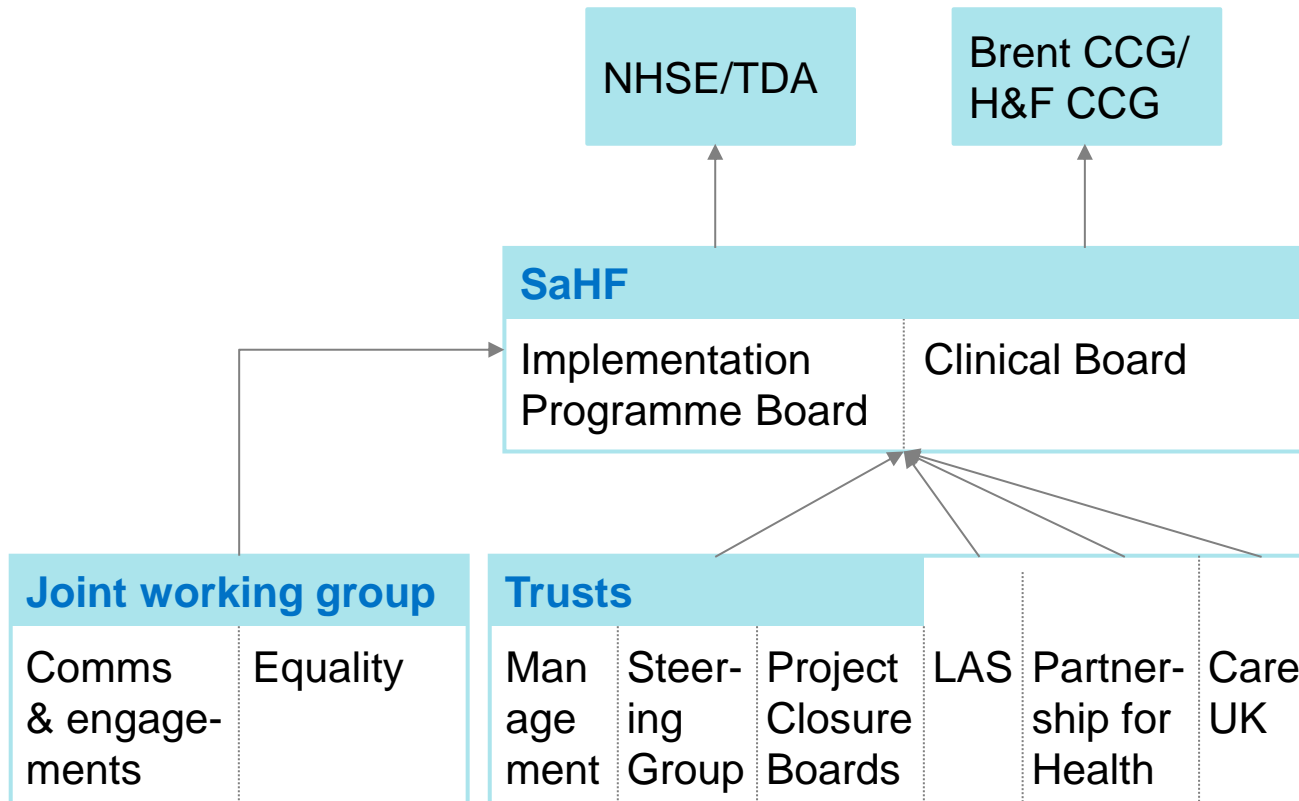 NHSE/TDA
Brent CCG/
H&F CCG
SaHF
Implementation
Programme Board
Clinical Board
Joint working group
Comms
& engage-
ments
Equality
Trusts
Man
age
ment
Steer-
ing
Group
Project
Closure
Boards
LAS
Partner-
ship for
Health
Care
UK